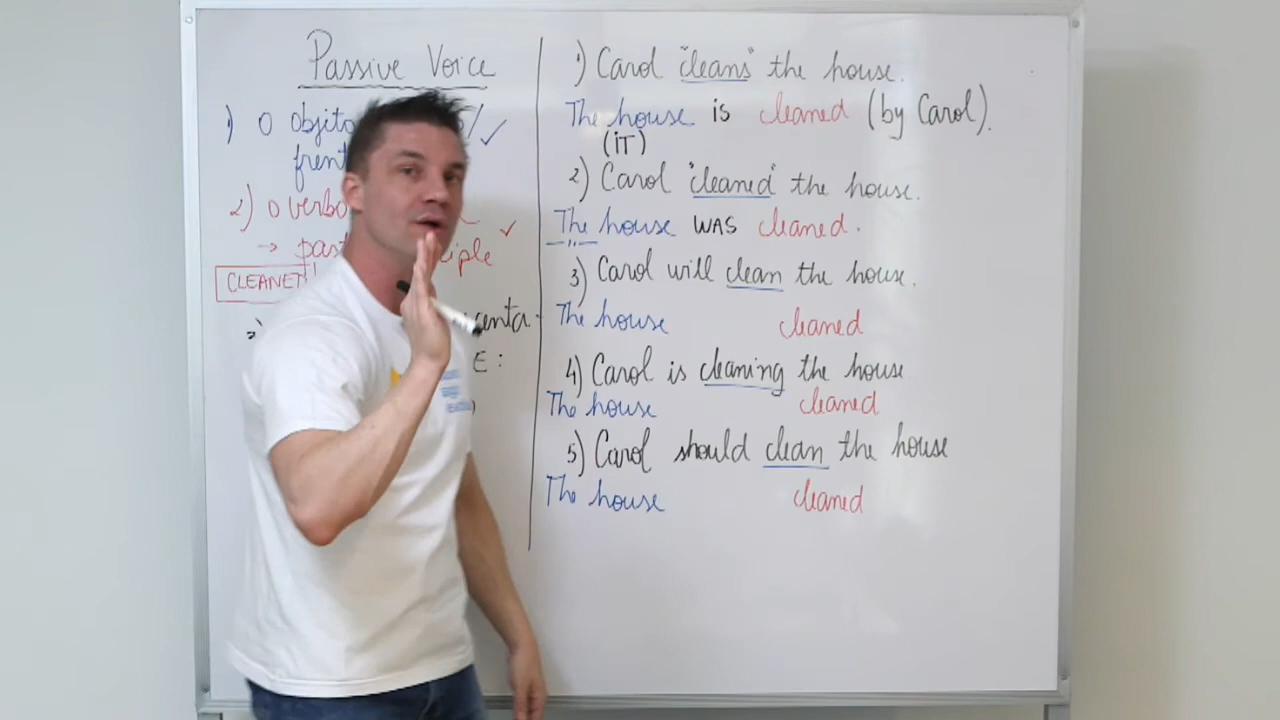 Passive Voice
1) O objito
frent
2) O verbo
→ past
CLEANED
E:
1) Carol "cleans" the house.
The house is cleaned (by Carol).
(IT)
2) Carol "cleaned" the house.
The house WAS cleaned.
3) Carol will clean the house.
The house cleaned
4) Carol is cleaning the house
The house cleaned
5) Carol should clean the house
The house cleaned